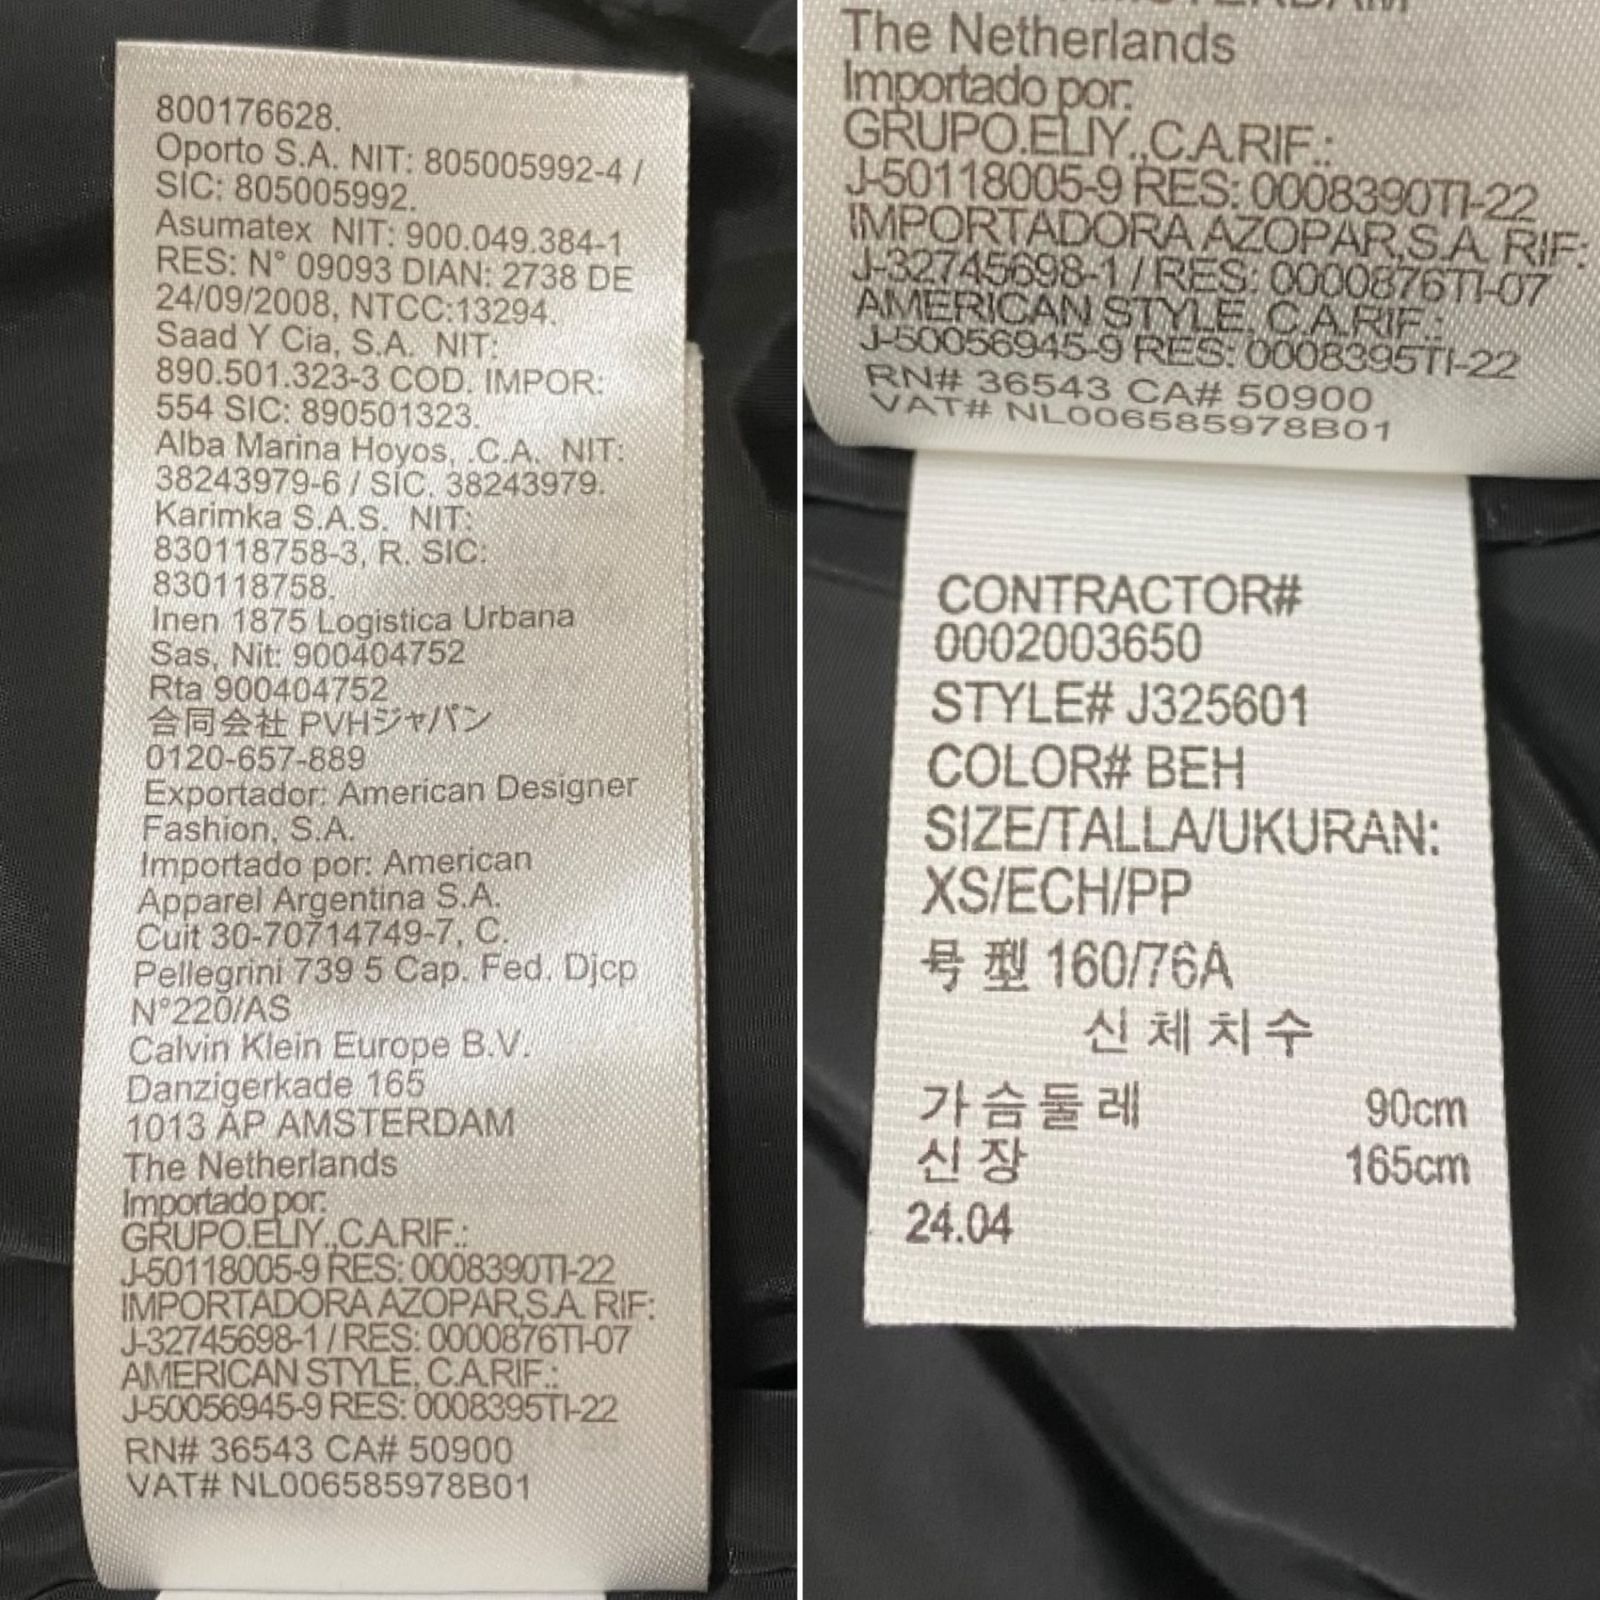 800176628.
Oporto S.A. NIT: 805005992-4 /
SIC: 805005992.
Asumatex NIT: 900.049.384-1
RES: N° 09093 DIAN: 2738 DE
24/09/2008, NTCC:13294.
Saad Y Cia, S.A. NIT:
890.501.323-3 COD. IMPOR:
554 SIC: 890501323.
Alba Marina Hoyos, .C.A. NIT:
38243979-6 / SIC. 38243979.
Karimka S.A.S. NIT:
830118758-3, R. SIC:
830118758.
Inen 1875 Logistica Urbana
Sas, Nit: 900404752
Rta 900404752
合同会社 PVHジャパン
0120-657-889
Exportador: American Designer
Fashion, S.A.
Importado por: American
Apparel Argentina S.A.
Cuit 30-70714749-7, C.
Pellegrini 739 5 Cap. Fed. Djcp
N°220/AS
Calvin Klein Europe B.V.
Danzigerkade 165
1013 AP AMSTERDAM
The Netherlands
Importado por:
GRUPO.ELIY.,C.A.RIF.:
J-50118005-9 RES: 0008390TI-22
IMPORTADORA AZOPAR,S.A. RIF:
J-32745698-1 / RES: 0000876TI-07
AMERICAN STYLE, C.A.RIF.:
J-50056945-9 RES: 0008395TI-22
RN# 36543 CA# 50900
VAT# NL006585978B01
AMSTERDAM
The Netherlands
Importado por:
GRUPO.ELIY.,C.A.RIF.:
J-50118005-9 RES: 0008390TI-22
IMPORTADORA AZOPAR,S.A. RIF:
J-32745698-1 / RES: 0000876TI-07
AMERICAN STYLE, C.A.RIF.:
J-50056945-9 RES: 0008395TI-22
RN# 36543 CA# 50900
VAT# NL006585978B01
CONTRACTOR#
0002003650
STYLE# J325601
COLOR# BEH
SIZE/TALLA/UKURAN:
XS/ECH/PP
号型 160/76A
신체치수
가슴둘레 90cm
신장 165cm
24.04